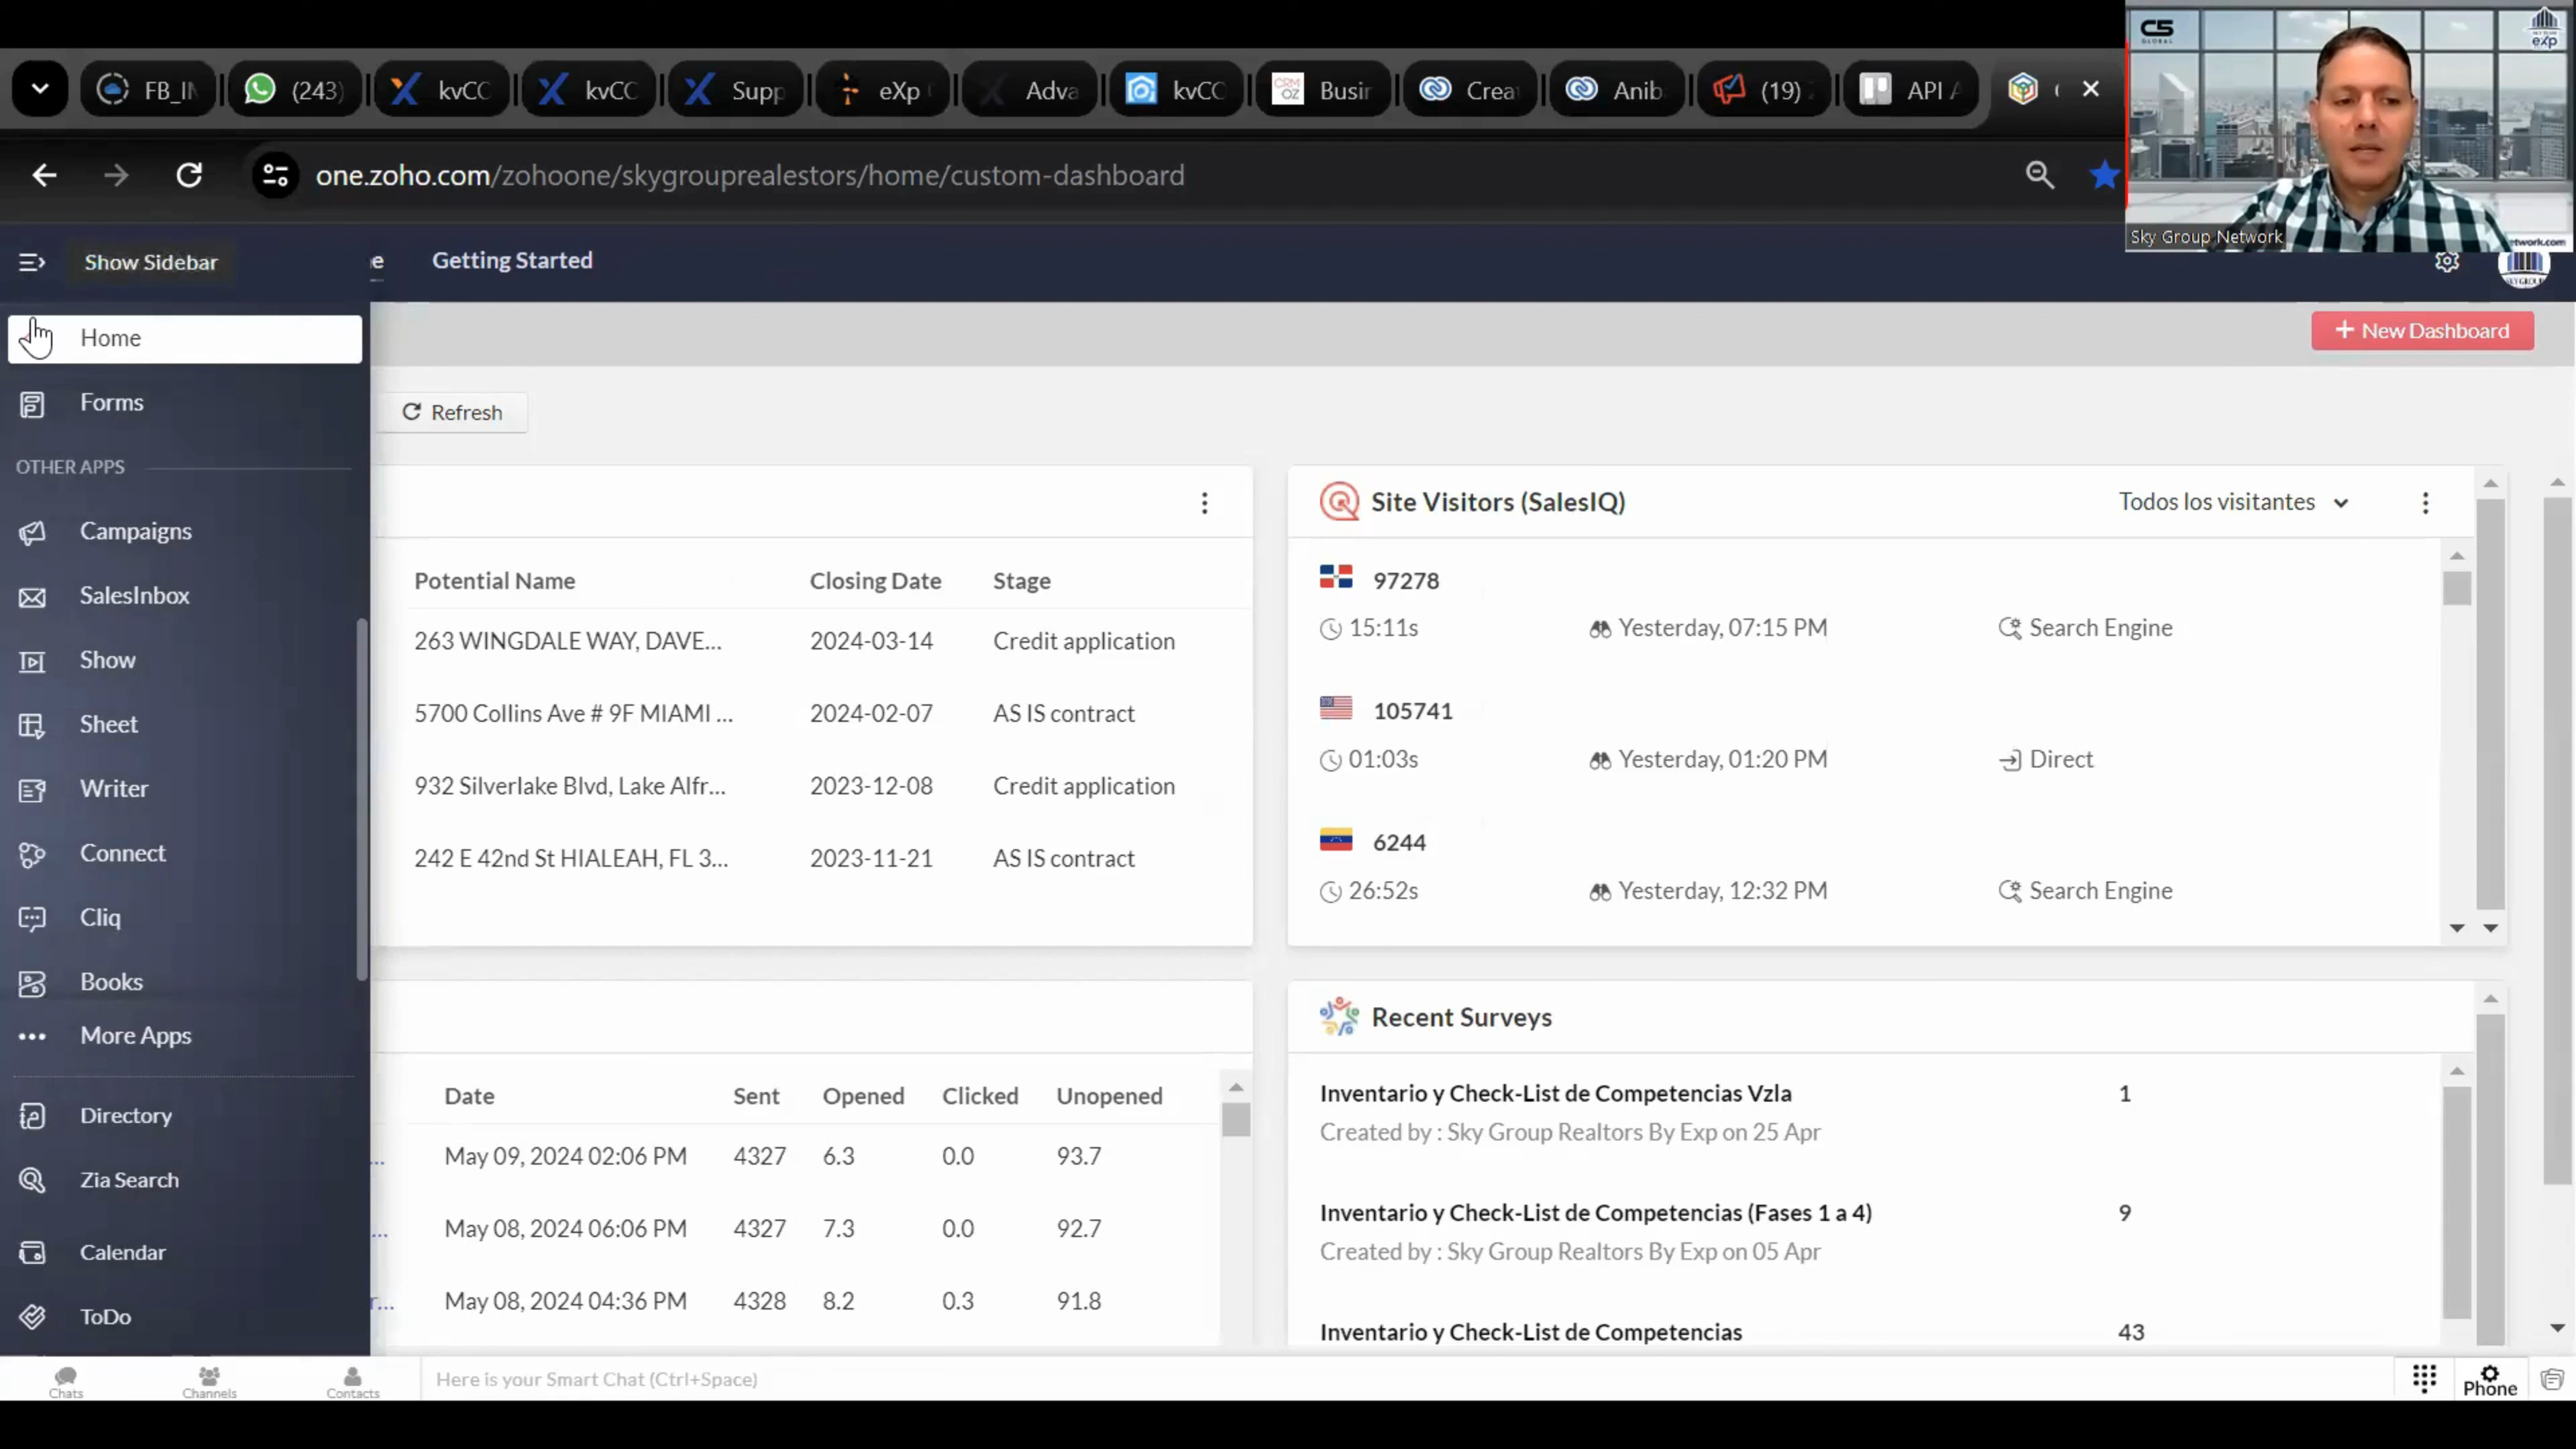 C5
GLOBAL
exp
FB_I
(243)
kvCC
kvCC
Supp
eXp
Adva
kvCC
CRM
OZ
Busir
Crea
Anib
(19)
API A
one.zoho.com/zohoone/skygrouprealestors/home/custom-dashboard
Sky Group Network
twork.com
SKY GROUP
Show Sidebar
e
Getting Started
Home
New Dashboard
Forms
Refresh
OTHER APPS
Campaigns
SalesInbox
Show
Sheet
Writer
Connect
Cliq
Books
More Apps
Directory
Zia Search
Calendar
ToDo
Potential Name Closing Date Stage
263 WINGDALE WAY, DAVE... 2024-03-14 Credit application
5700 Collins Ave # 9F MIAMI ... 2024-02-07 AS IS contract
932 Silverlake Blvd, Lake Alfr... 2023-12-08 Credit application
242 E 42nd St HIALEAH, FL 3... 2023-11-21 AS IS contract
Site Visitors (SalesIQ) Todos los visitantes
97278
15:11s Yesterday, 07:15 PM Search Engine
105741
01:03s Yesterday, 01:20 PM Direct
6244
26:52s Yesterday, 12:32 PM Search Engine
Date Sent Opened Clicked Unopened
... May 09, 2024 02:06 PM 4327 6.3 0.0 93.7
... May 08, 2024 06:06 PM 4327 7.3 0.0 92.7
r... May 08, 2024 04:36 PM 4328 8.2 0.3 91.8
Recent Surveys
Inventario y Check-List de Competencias Vzla 1
Created by : Sky Group Realtors By Exp on 25 Apr
Inventario y Check-List de Competencias (Fases 1 a 4) 9
Created by : Sky Group Realtors By Exp on 05 Apr
Inventario y Check-List de Competencias 43
Chats
Channels
Contacts
Here is your Smart Chat (Ctrl+Space)
Phone